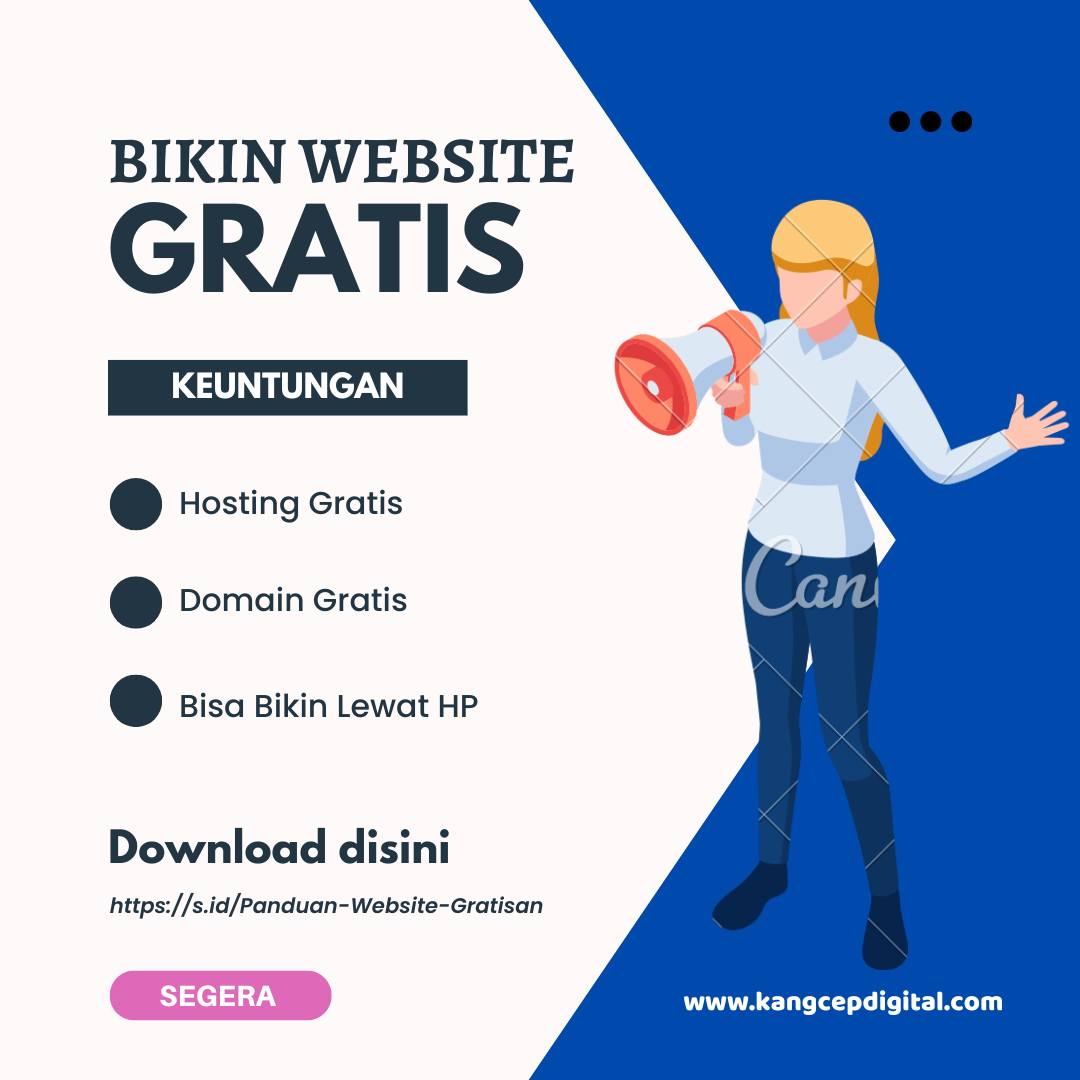 BIKIN WEBSITE
GRATIS
KEUNTUNGAN
Hosting Gratis
Domain Gratis
Bisa Bikin Lewat HP
Download disini
https://s.id/Panduan-Website-Gratisan
SEGERA
www.kangcepdigital.com
Can